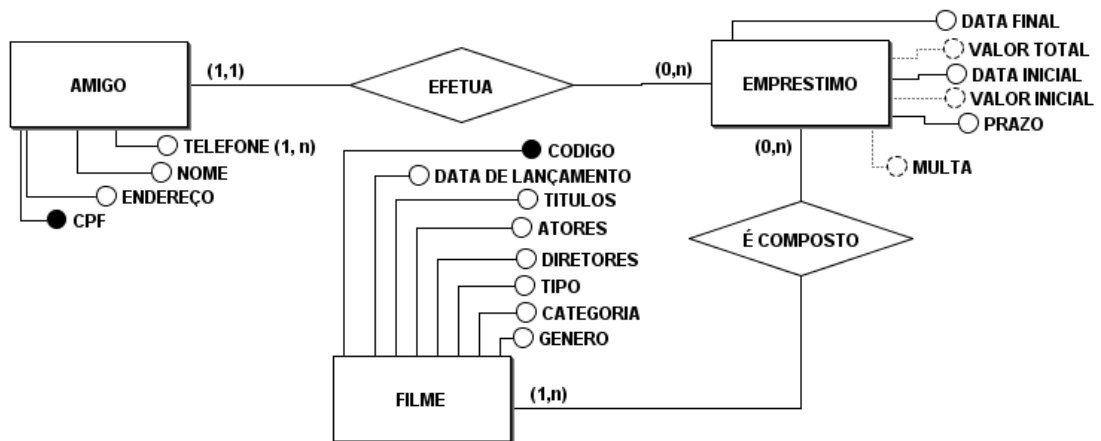 DATA FINAL
VALOR TOTAL
DATA INICIAL
VALOR INICIAL
PRAZO
MULTA
AMIGO
(1,1)
EFETUA
(0,n)
EMPRESTIMO
TELEFONE (1, n)
NOME
ENDEREÇO
CPF
(0,n)
É COMPOSTO
CODIGO
DATA DE LANÇAMENTO
TITULOS
ATORES
DIRETORES
TIPO
CATEGORIA
GENERO
FILME
(1,n)